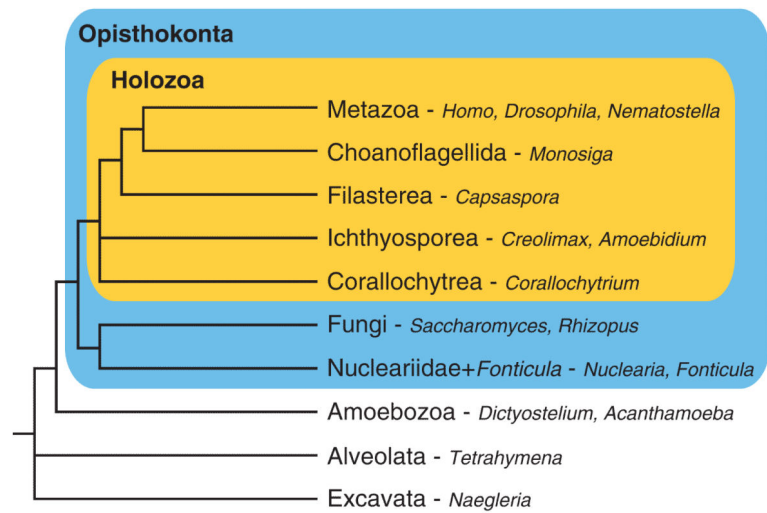 Opisthokonta
Holozoa
Metazoa - Homo, Drosophila, Nematostella
Choanoflagellida - Monosiga
Filasterea - Capsaspora
Ichthyosporea - Creolimax, Amoebidium
Corallochytrea - Corallochytrium
Fungi - Saccharomyces, Rhizopus
Nucleariidae+Fonticula - Nuclearia, Fonticula
Amoebozoa - Dictyostelium, Acanthamoeba
Alveolata - Tetrahymena
Excavata - Naegleria